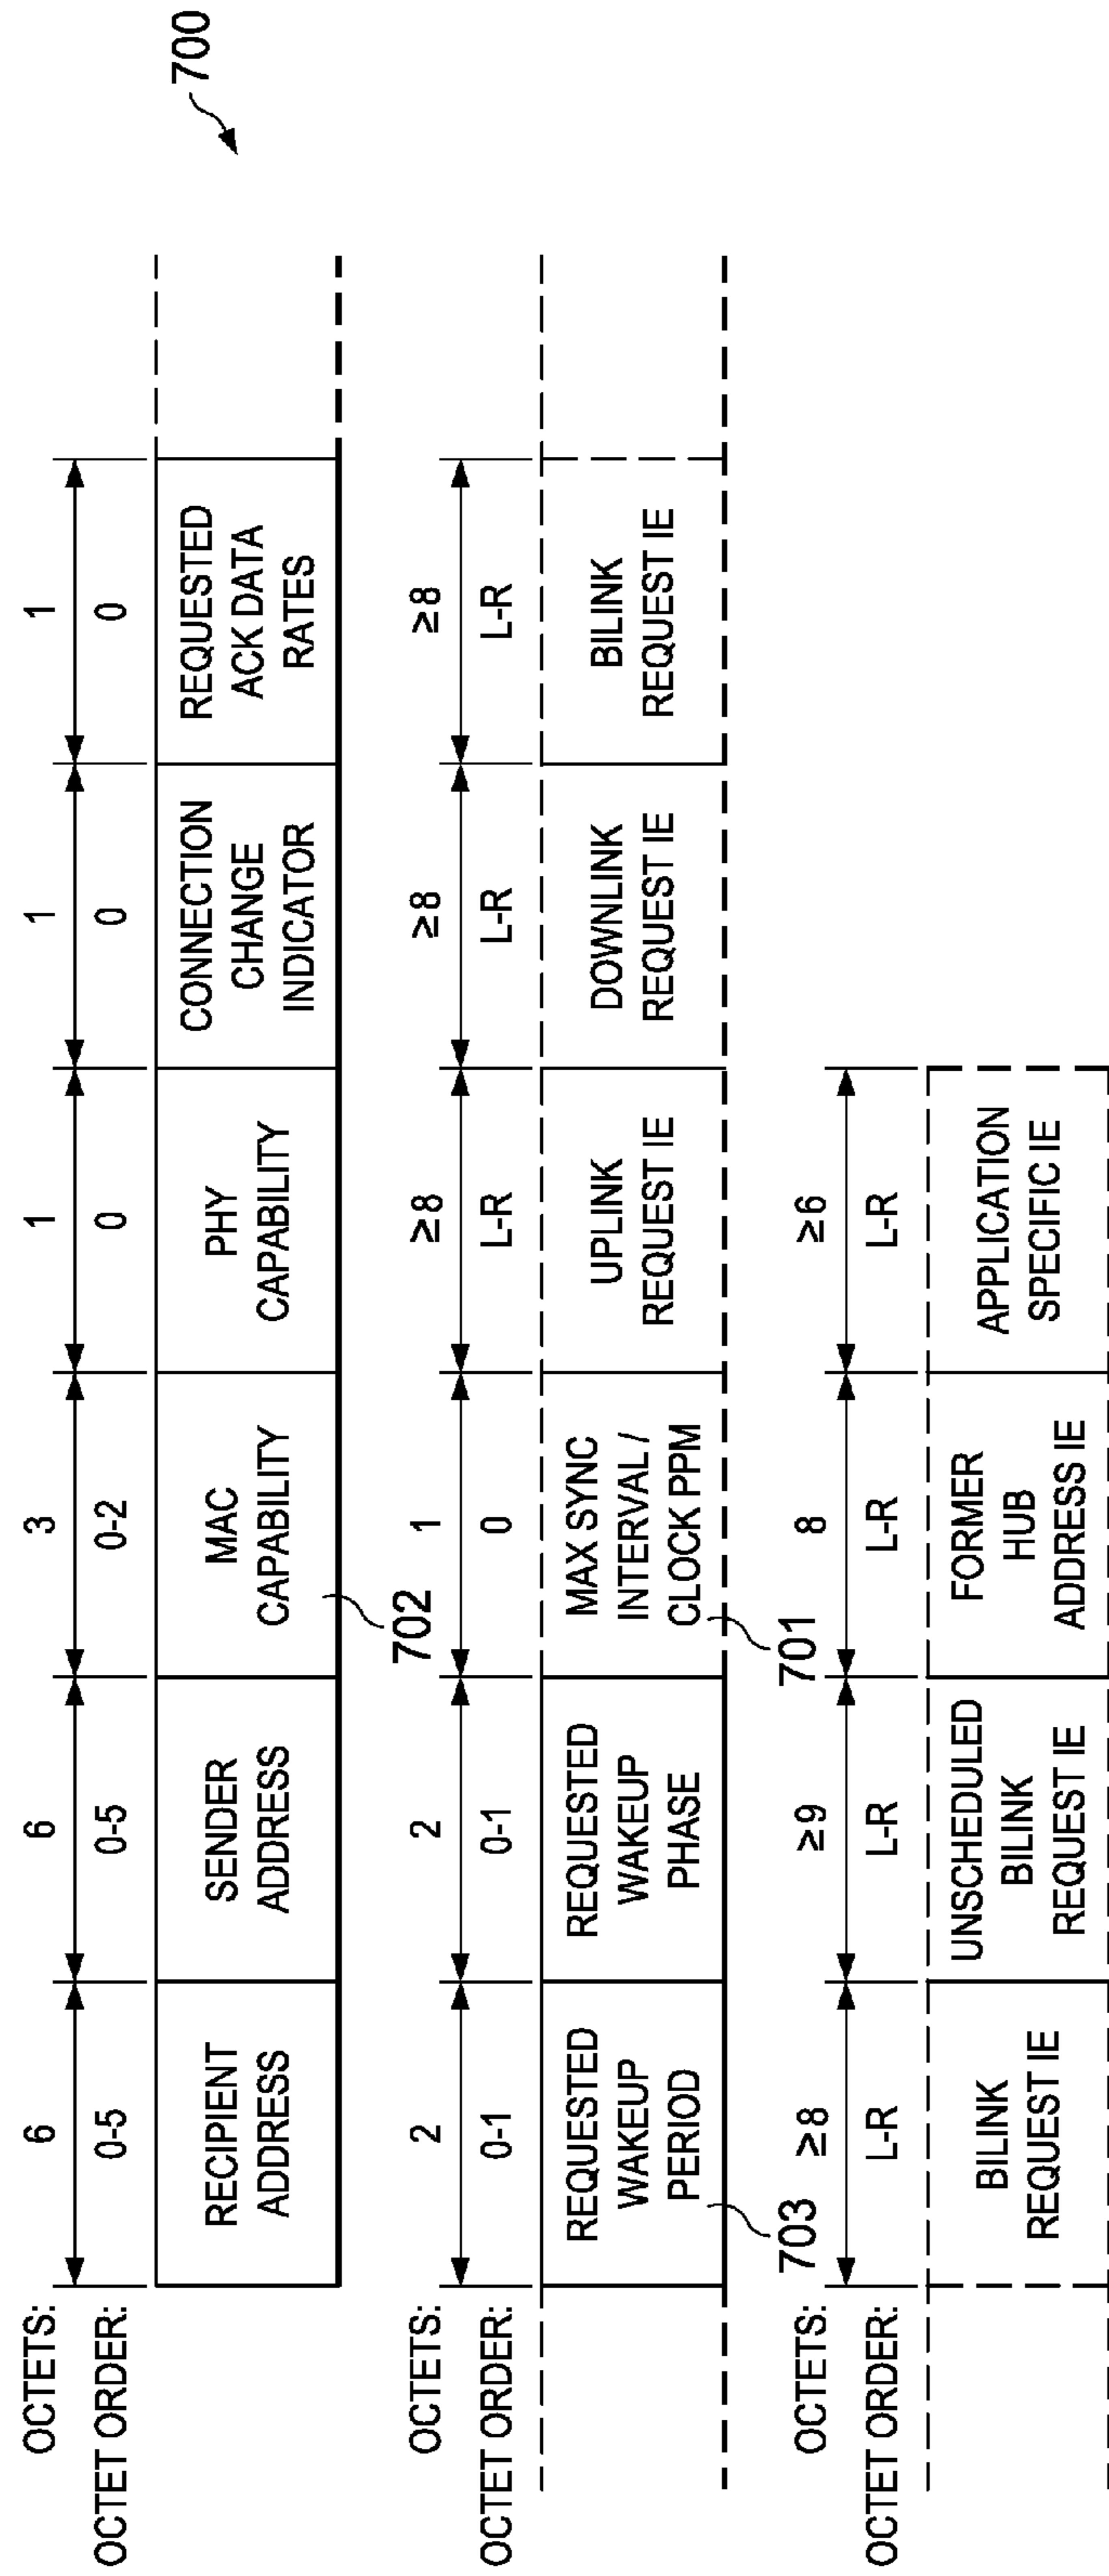 700
OCTETS: 6 6 3 1 1 1
OCTET ORDER: 0-5 0-5 0-2 0 0 0
RECIPIENT
ADDRESS
SENDER
ADDRESS
MAC
CAPABILITY
PHY
CAPABILITY
CONNECTION
CHANGE
INDICATOR
REQUESTED
ACK DATA
RATES
702
OCTETS: 2 2 1 ≥8 ≥8 ≥8
OCTET ORDER: 0-1 0-1 0 L-R L-R L-R
REQUESTED
WAKEUP
PERIOD
REQUESTED
WAKEUP
PHASE
MAX SYNC
INTERVAL /
CLOCK PPM
UPLINK
REQUEST IE
DOWNLINK
REQUEST IE
BILINK
REQUEST IE
703
701
OCTETS: ≥8 ≥9 8 ≥6
OCTET ORDER: L-R L-R L-R L-R
BILINK
REQUEST IE
UNSCHEDULED
BILINK
REQUEST IE
FORMER
HUB
ADDRESS IE
APPLICATION
SPECIFIC IE